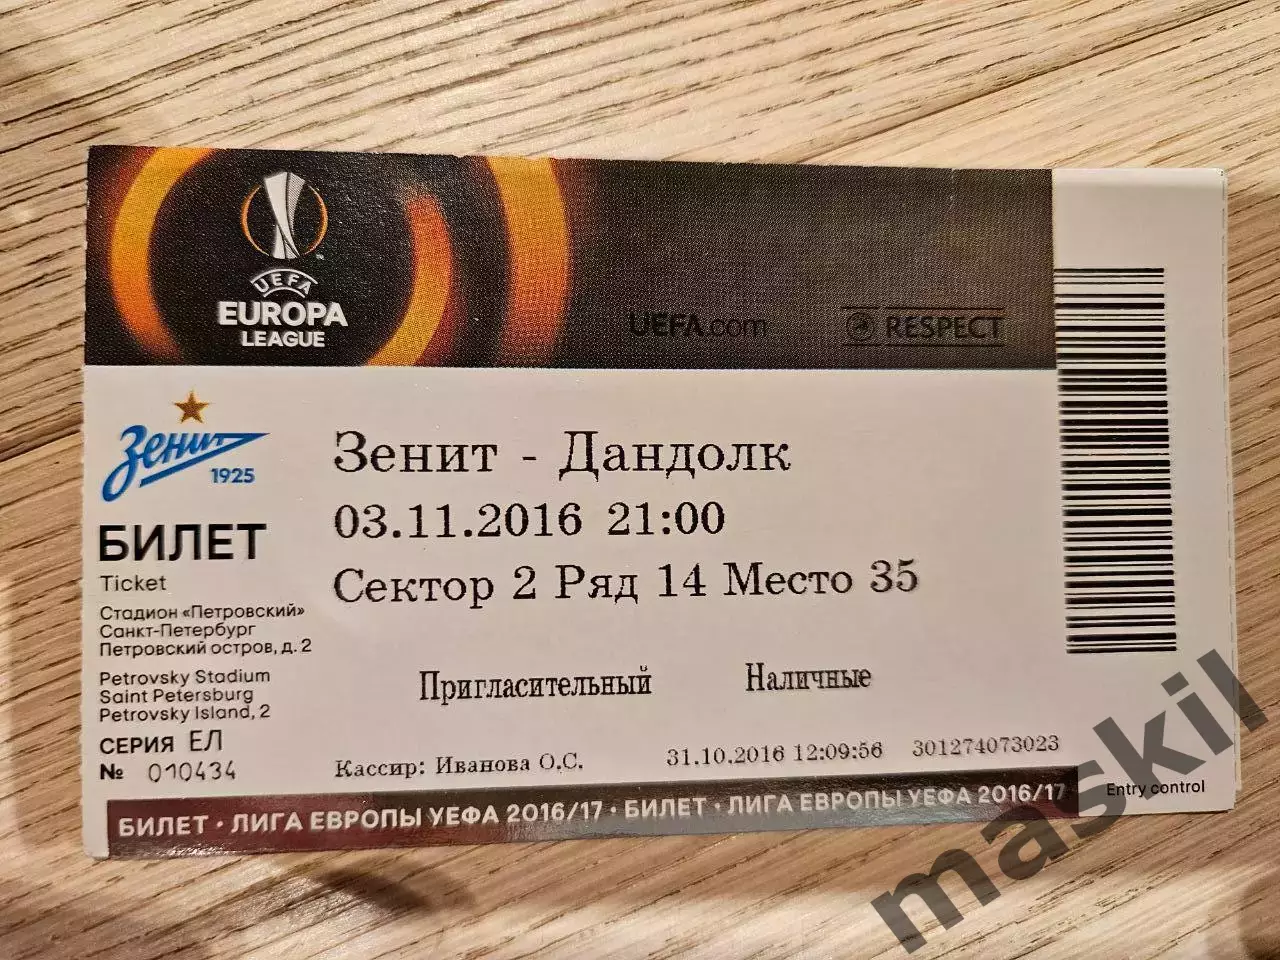 UEFA
EUROPA
LEAGUE
UEFA.com
RESPECT
Зенит
1925
БИЛЕТ
Ticket
Стадион «Петровский»
Санкт-Петербург
Петровский остров, д. 2
Petrovsky Stadium
Saint Petersburg
Petrovsky Island, 2
СЕРИЯ ЕЛ
№ 010434
Зенит - Дандолк
03.11.2016 21:00
Сектор 2 Ряд 14 Место 35
Пригласительный Наличные
Кассир: Иванова О.С. 31.10.2016 12:09:56 301274073023
Entry control
БИЛЕТ · ЛИГА ЕВРОПЫ УЕФА 2016/17 · БИЛЕТ · ЛИГА ЕВРОПЫ УЕФА 2016/17
maskil